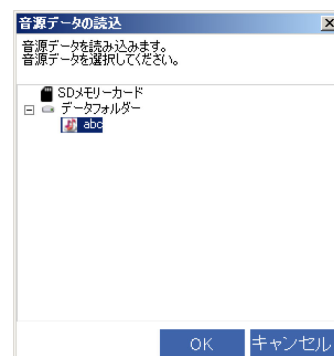 音源データの読込
音源データを読み込みます。
音源データを選択してください。
SDメモリーカード
データフォルダー
abc
OK キャンセル